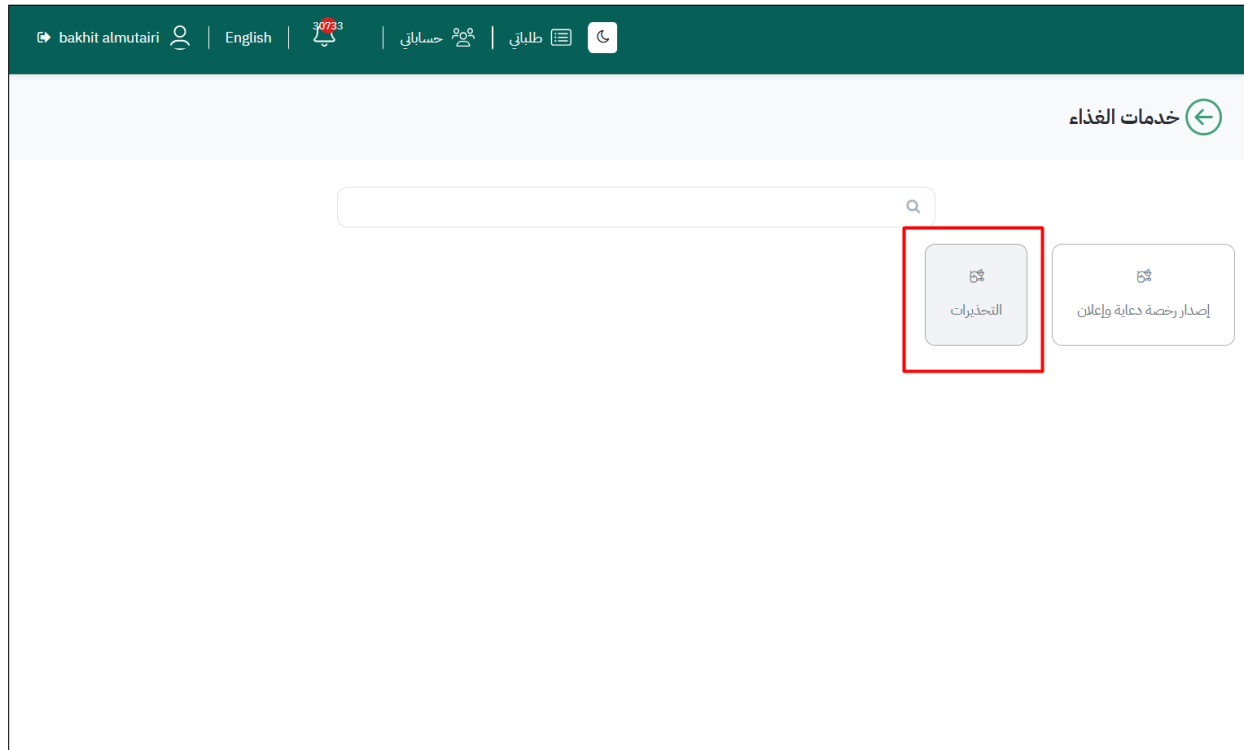 طلباتي
حساباتي
30733
English
bakhit almutairi
خدمات الغذاء
إصدار رخصة دعاية وإعلان
التحذيرات